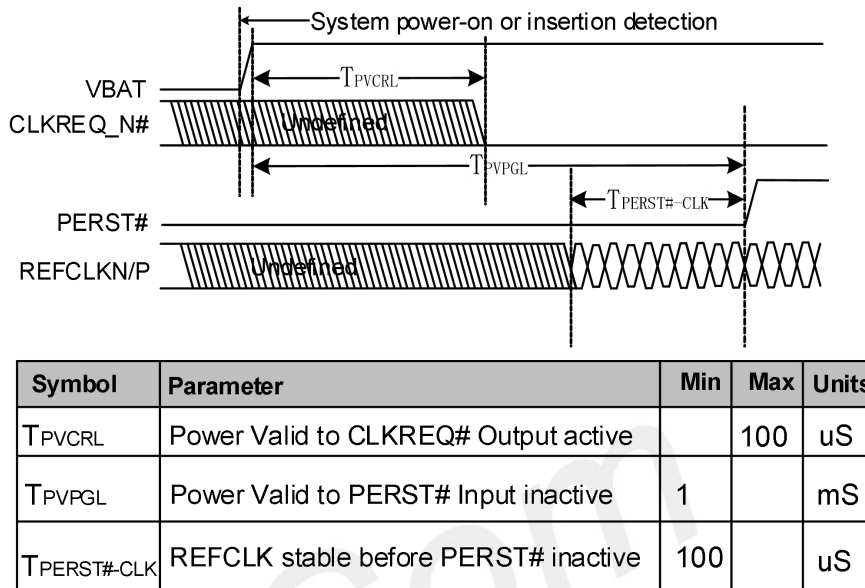 System power-on or insertion detection
TPVCRL
VBAT
CLKREQ_N#
Undefined
TPVPGL
TPERST#-CLK
PERST#
REFCLKN/P
Undefined
Symbol Parameter Min Max Units
TPVCRL Power Valid to CLKREQ# Output active 100 uS
TPVPGL Power Valid to PERST# Input inactive 1 mS
TPERST#-CLK REFCLK stable before PERST# inactive 100 uS